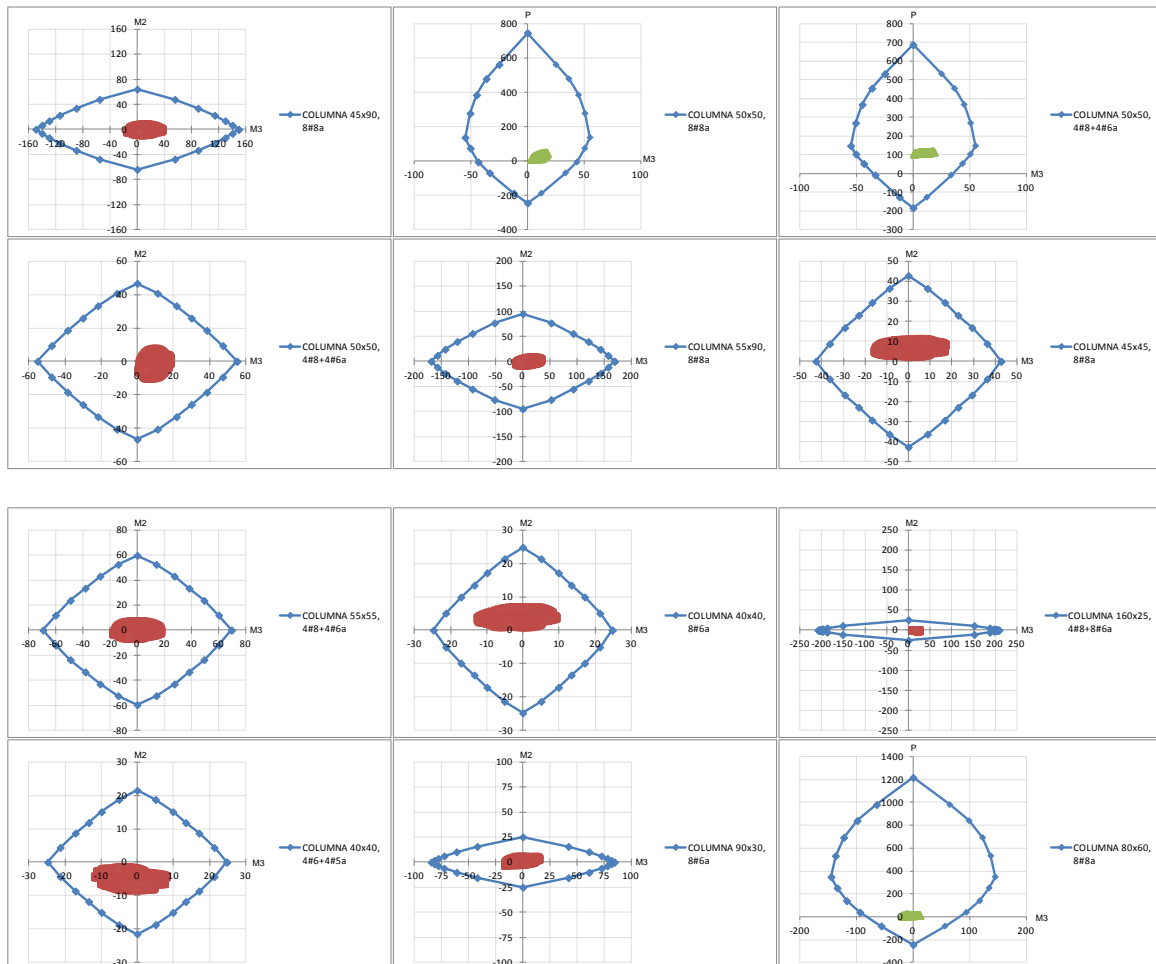 M2
160
120
80
40
0
-40
-80
-120
-160
-160 -120 -80 -40 0 40 80 120 160
M3
COLUMNA 45x90,
8#8a
P
800
600
400
200
0
-200
-400
-100 -50 0 50 100
M3
COLUMNA 50x50,
8#8a
P
800
700
600
500
400
300
200
100
0
-100
-200
-300
-100 -50 0 50 100
M3
COLUMNA 50x50,
4#8+4#6a
M2
60
40
20
0
-20
-40
-60
-60 -40 -20 0 20 40 60
M3
COLUMNA 50x50,
4#8+4#6a
M2
200
150
100
50
0
-50
-100
-150
-200
-200 -150 -100 -50 0 50 100 150 200
M3
COLUMNA 55x90,
8#8a
M2
50
40
30
20
10
0
-10
-20
-30
-40
-50
-50 -40 -30 -20 -10 0 10 20 30 40 50
M3
COLUMNA 45x45,
8#8a
M2
80
60
40
20
0
-20
-40
-60
-80
-80 -60 -40 -20 0 20 40 60 80
M3
COLUMNA 55x55,
4#8+4#6a
M2
30
20
10
0
-10
-20
-30
-30 -20 -10 0 10 20 30
M3
COLUMNA 40x40,
8#6a
M2
250
200
150
100
50
0
-50
-100
-150
-200
-250
-250 -200 -150 -100 -50 0 50 100 150 200 250
M3
COLUMNA 160x25,
4#8+8#6a
M2
30
20
10
0
-10
-20
-30
-30 -20 -10 0 10 20 30
M3
COLUMNA 40x40,
4#6+4#5a
M2
100
75
50
25
0
-25
-50
-75
-100
-100 -75 -50 -25 0 25 50 75 100
M3
COLUMNA 90x30,
8#6a
P
1400
1200
1000
800
600
400
200
0
-200
-400
-200 -100 0 100 200
M3
COLUMNA 80x60,
8#8a